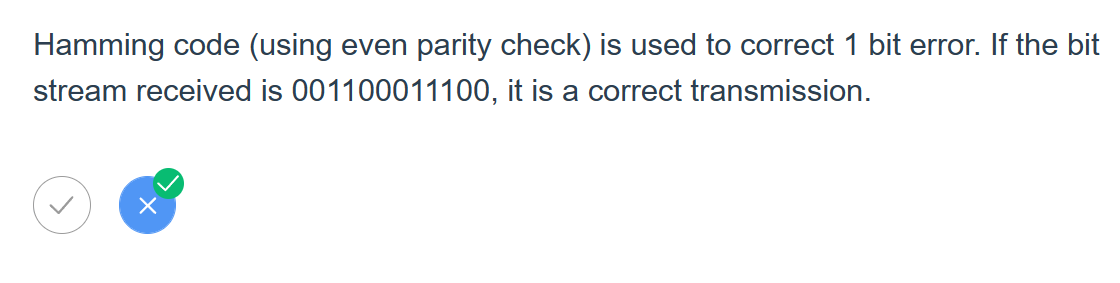 Hamming code (using even parity check) is used to correct 1 bit error. If the bit
stream received is 001100011100, it is a correct transmission.